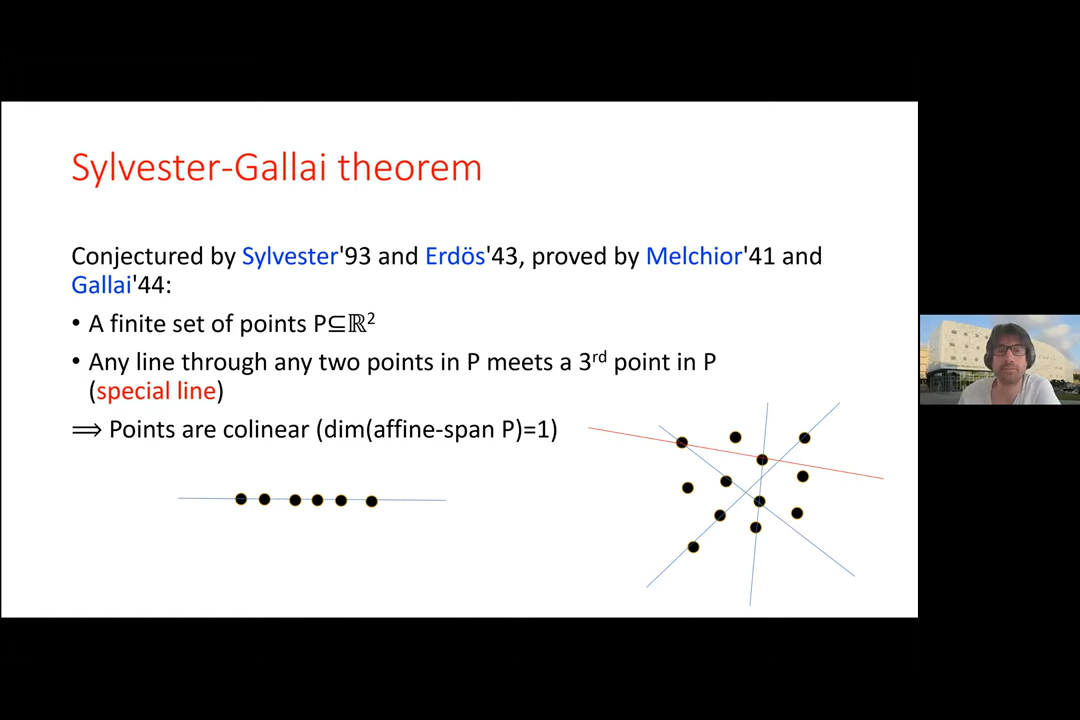 Sylvester-Gallai theorem
Conjectured by Sylvester'93 and Erdös'43, proved by Melchior'41 and
Gallai'44:
• A finite set of points P⊆ℝ²
• Any line through any two points in P meets a 3rd point in P
(special line)
⟹ Points are colinear (dim(affine-span P)=1)